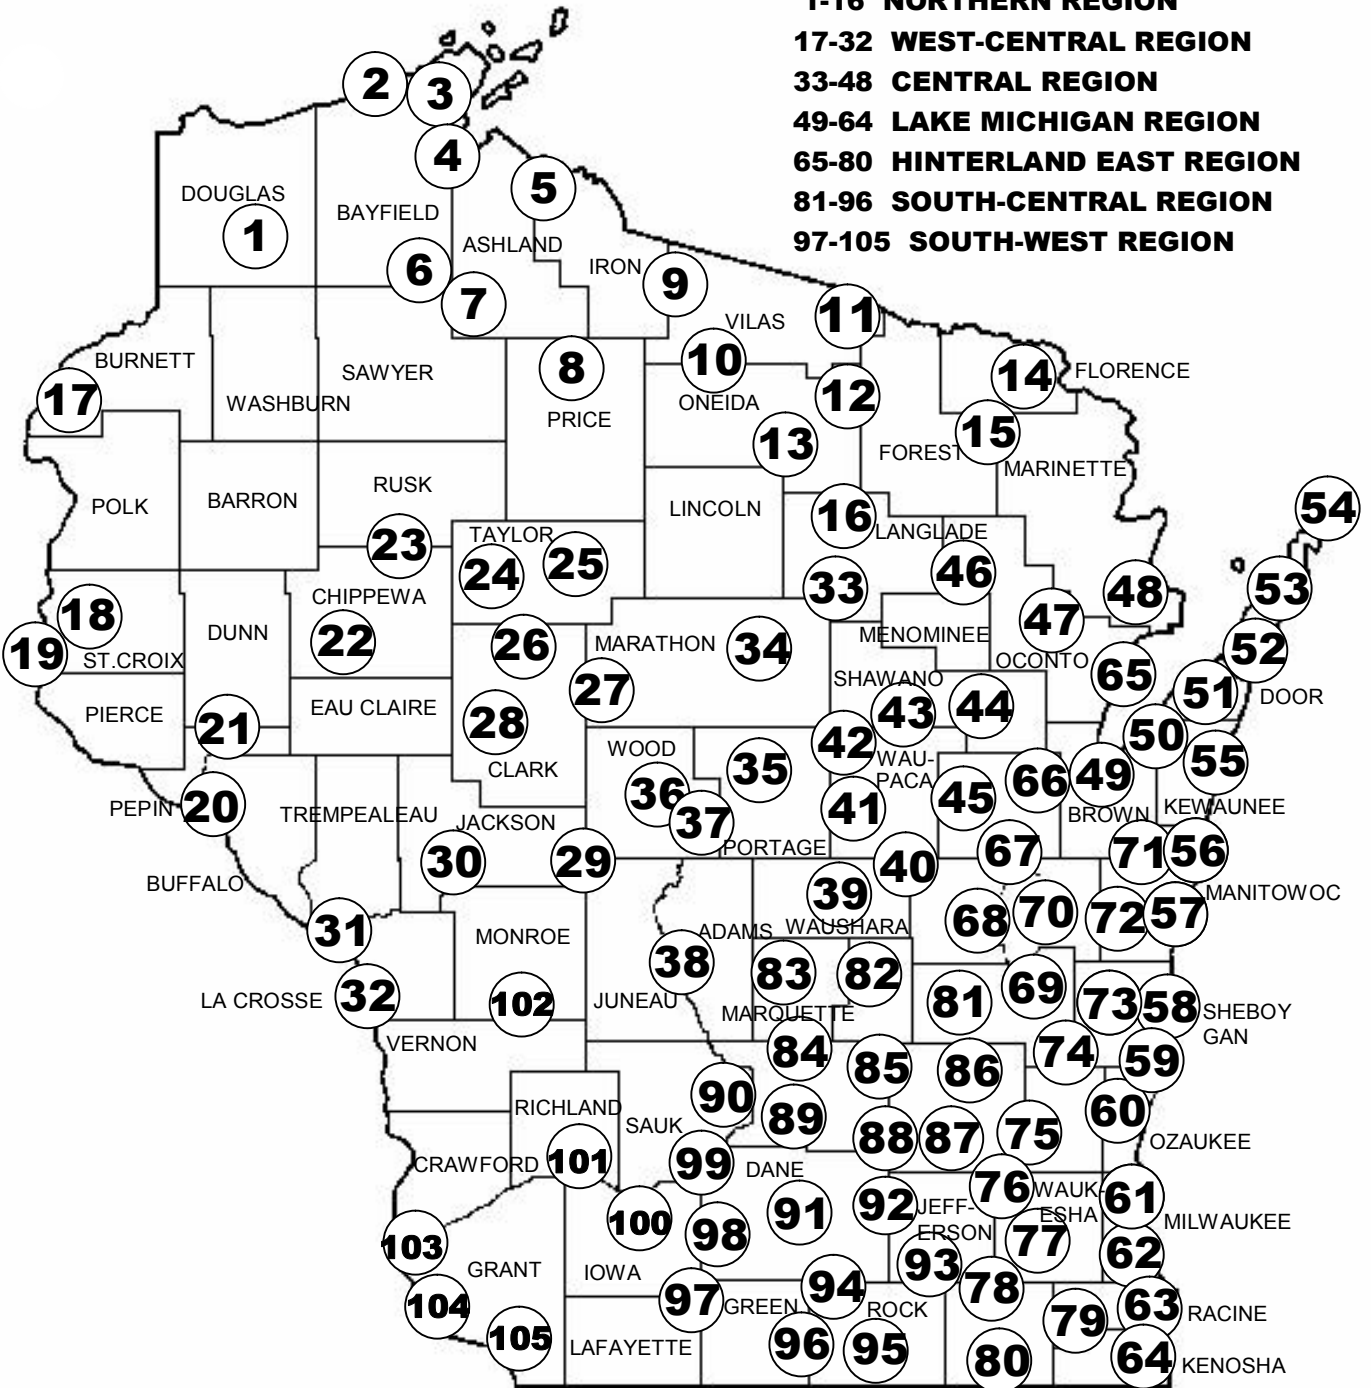 1-16 NORTHERN REGION
17-32 WEST-CENTRAL REGION
33-48 CENTRAL REGION
49-64 LAKE MICHIGAN REGION
65-80 HINTERLAND EAST REGION
81-96 SOUTH-CENTRAL REGION
97-105 SOUTH-WEST REGION
2
3
4
5
DOUGLAS
1
BAYFIELD
ASHLAND
6
7
IRON
9
VILAS
11
BURNETT
17
WASHBURN
SAWYER
8
PRICE
10
ONEIDA
12
13
14
FLORENCE
15
FOREST
MARINETTE
POLK
BARRON
RUSK
23
LINCOLN
16
LANGLADE
54
TAYLOR
24
25
33
46
53
48
47
18
19
ST.CROIX
DUNN
CHIPPEWA
22
26
MARATHON
34
27
MENOMINEE
OCONTO
65
52
51
DOOR
SHAWANO
43
44
PIERCE
21
EAU CLAIRE
28
CLARK
WOOD
36
37
35
42
WAU-
PACA
41
45
66
49
50
55
BROWN
KEWAUNEE
PEPIN
20
TREMPEALEAU
JACKSON
30
29
PORTAGE
40
67
71
56
BUFFALO
31
39
WAUSHARA
68
70
72
57
MANITOWOC
MONROE
ADAMS
38
83
82
LA CROSSE
32
102
JUNEAU
MARQUETTE
81
69
73
58
SHEBOY
GAN
VERNON
84
85
86
74
59
RICHLAND
SAUK
90
89
88
87
75
60
OZAUKEE
CRAWFORD
101
99
DANE
76
WAUK-
ESHA
61
MILWAUKEE
100
98
91
92
JEFF-
ERSON
77
62
103
GRANT
IOWA
93
78
104
97
GREEN
94
ROCK
79
63
RACINE
105
LAFAYETTE
96
95
80
64
KENOSHA